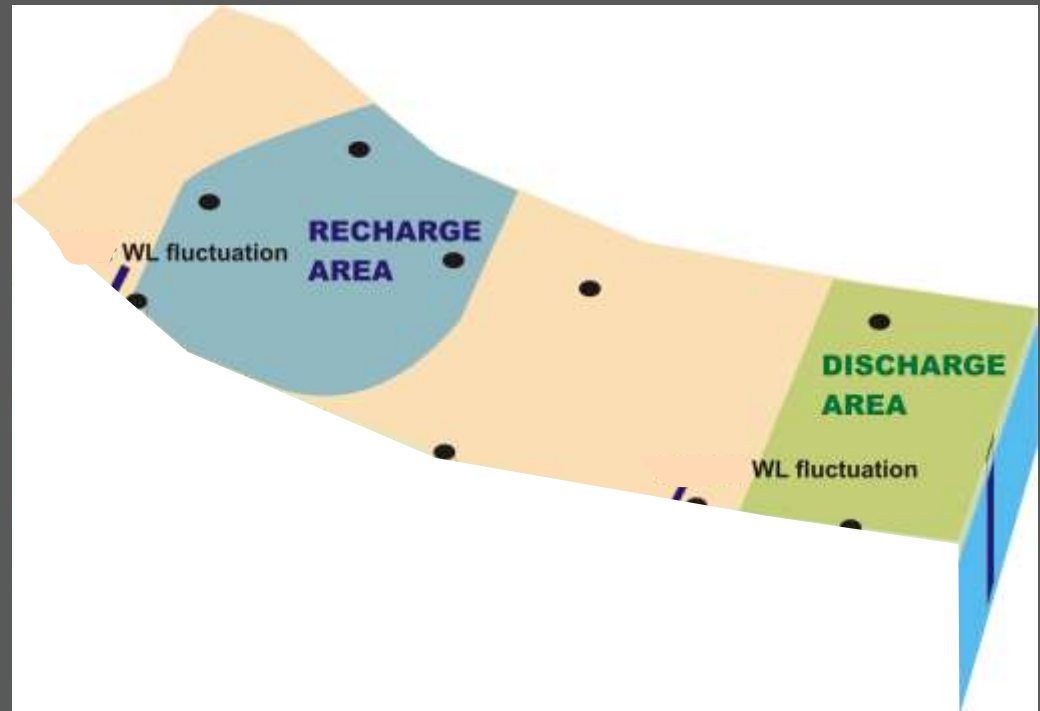 WL fluctuation
RECHARGE
AREA
DISCHARGE
AREA
WL fluctuation